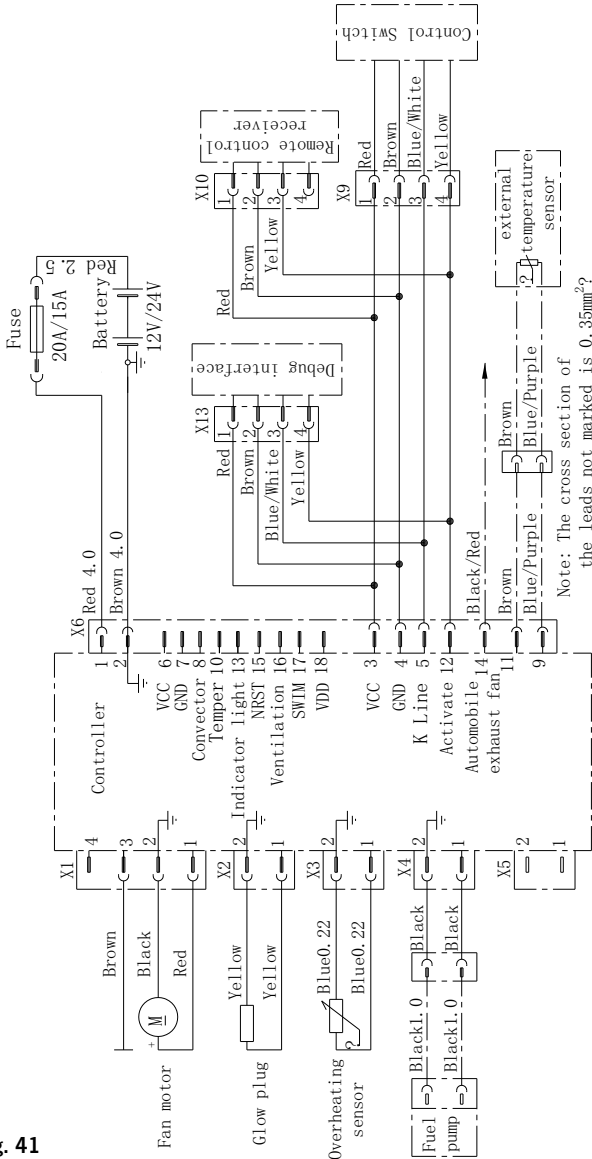 Fuse
20A/15A
Red 2.5
Battery
12V/24V
Red 4.0
Brown 4.0
X6
1
2
6
7
8
10
13
15
16
17
18
3
4
5
12
14
11
9
Controller
VCC
GND
Convector
Temper
Indicator light
NRST
Ventilation
SWIM
VDD
VCC
GND
K Line
Activate
Automobile
exhaust fan
X13
1
2
3
4
Red
Brown
Blue/White
Yellow
Debug interface
X10
1
2
3
4
Red
Brown
Yellow
Remote control
receiver
X9
1
2
3
4
Red
Brown
Blue/White
Yellow
Control Switch
Black/Red
Brown
Blue/Purple
Brown
Blue/Purple
external
temperature
sensor
?
Note: The cross section of
the leads not marked is 0.35mm²?
X1
4
3
2
1
Brown
Black
Red
M
+
Fan motor
X2
2
1
Yellow
Yellow
Glow plug
X3
2
1
Blue0.22
Blue0.22
?
Overheating
sensor
X4
2
1
Black
Black
Black1.0
Black1.0
Fuel
pump
X5
2
1
g. 41